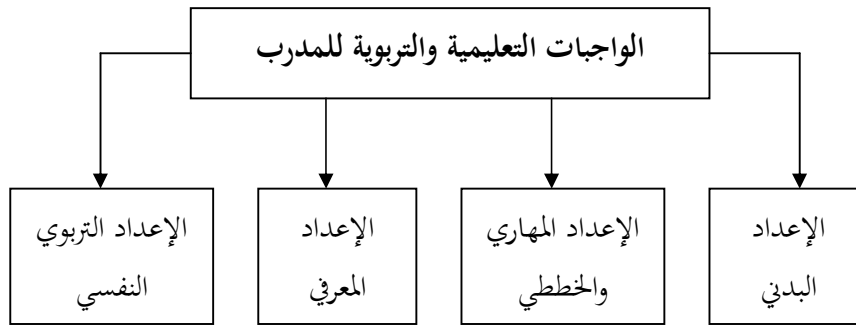 الواجبات التعليمية والتربوية للمدرب
الإعداد
البدني
الإعداد المهاري
والخططي
الإعداد
المعرفي
الإعداد التربوي
النفسي